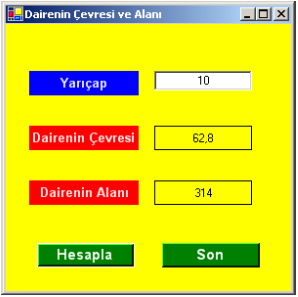 Dairenin Çevresi ve Alanı
Yarıçap 10
Dairenin Çevresi 62,8
Dairenin Alanı 314
Hesapla Son